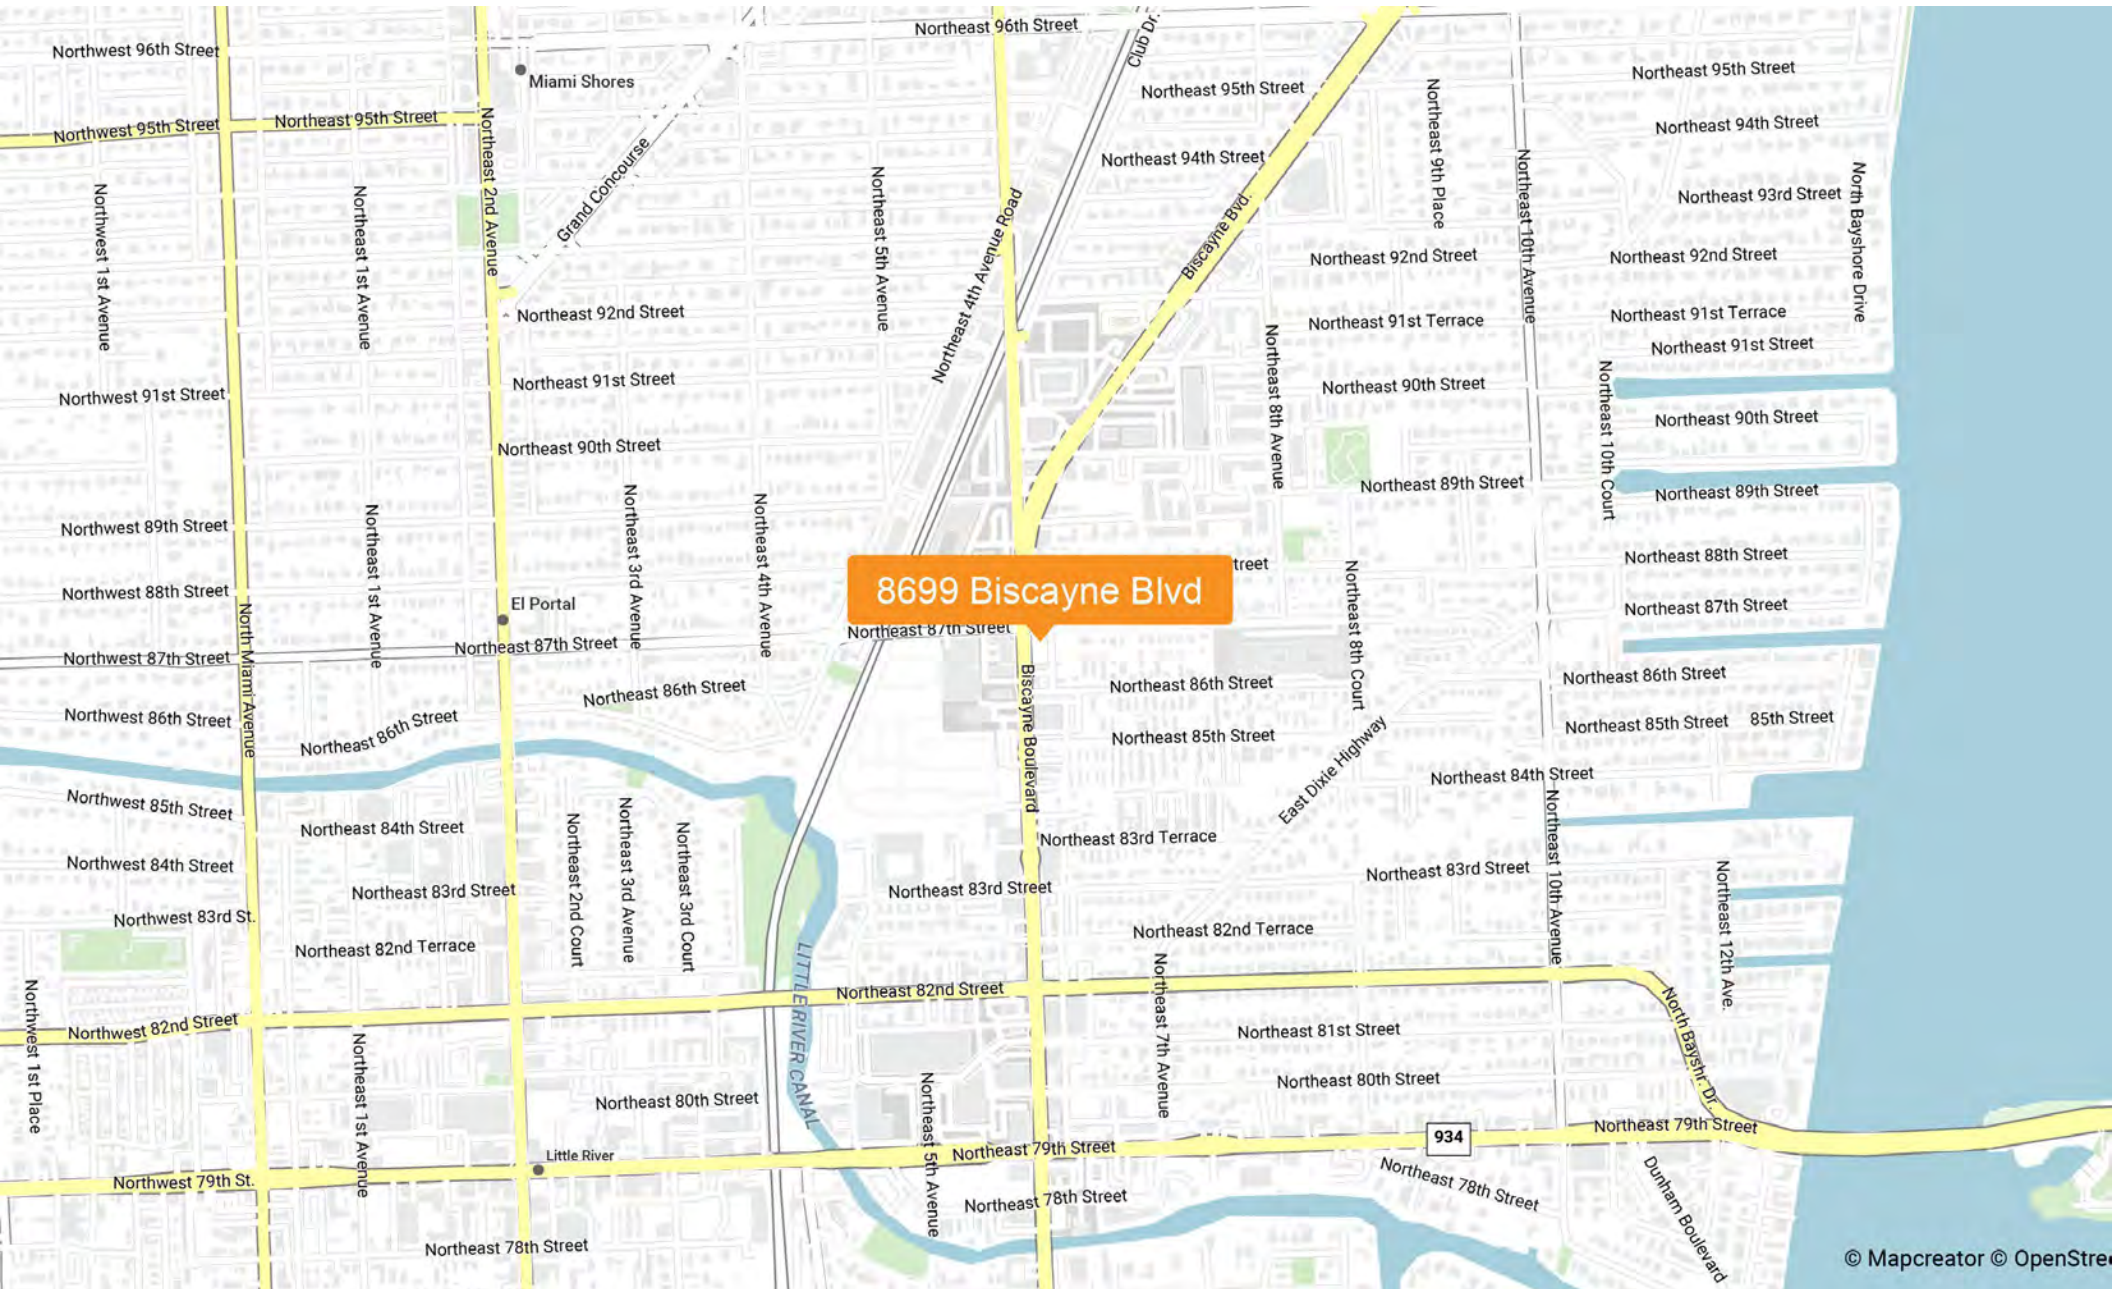 Northeast 96th Street
Northwest 96th Street
Club Dr.
Miami Shores
Northeast 95th Street
Northeast 95th Street
Northwest 95th Street
Northeast 95th Street
Northeast 94th Street
Northeast 94th Street
Northeast 2nd Avenue
Grand Concourse
Northeast 9th Place
Northeast 10th Avenue
Northeast 93rd Street
North Bayshore Drive
Northwest 1st Avenue
Northeast 1st Avenue
Northeast 5th Avenue
Northeast 4th Avenue Road
Biscayne Bvd.
Northeast 92nd Street
Northeast 92nd Street
Northeast 92nd Street
Northeast 91st Terrace
Northeast 91st Terrace
Northeast 91st Street
Northeast 8th Avenue
Northeast 91st Street
Northwest 91st Street
Northeast 90th Street
Northeast 10th Court
Northeast 90th Street
Northeast 90th Street
Northeast 89th Street
Northeast 89th Street
Northwest 89th Street
Northeast 1st Avenue
Northeast 3rd Avenue
Northeast 4th Avenue
Northeast 88th Street
8699 Biscayne Blvd
treet
Northwest 88th Street
El Portal
Northeast 87th Street
Northeast 87th Street
Northeast 87th Street
Northwest 87th Street
North Miami Avenue
Northeast 8th Court
Northeast 86th Street
Northeast 86th Street
Northeast 86th Street
Northwest 86th Street
Northeast 86th Street
Biscayne Boulevard
Northeast 85th Street
Northeast 85th Street
85th Street
East Dixie Highway
Northeast 84th Street
Northwest 85th Street
Northeast 84th Street
Northeast 83rd Terrace
Northwest 84th Street
Northeast 2nd Court
Northeast 3rd Avenue
Northeast 3rd Court
Northeast 83rd Street
Northeast 83rd Street
Northeast 83rd Street
Northeast 10th Avenue
Northeast 12th Ave.
Northwest 83rd St.
Northeast 82nd Terrace
Northeast 82nd Terrace
LITTLE RIVER CANAL
Northeast 82nd Street
Northwest 82nd Street
Northwest 1st Place
Northeast 1st Avenue
Northeast 7th Avenue
Northeast 81st Street
North Bayshr. Dr.
Northeast 80th Street
Northeast 80th Street
Northeast 5th Avenue
Northeast 79th Street
934
Northeast 79th Street
Little River
Northwest 79th St.
Northeast 78th Street
Northeast 78th Street
Northeast 78th Street
Dunham Boulevard
© Mapcreator © OpenStre